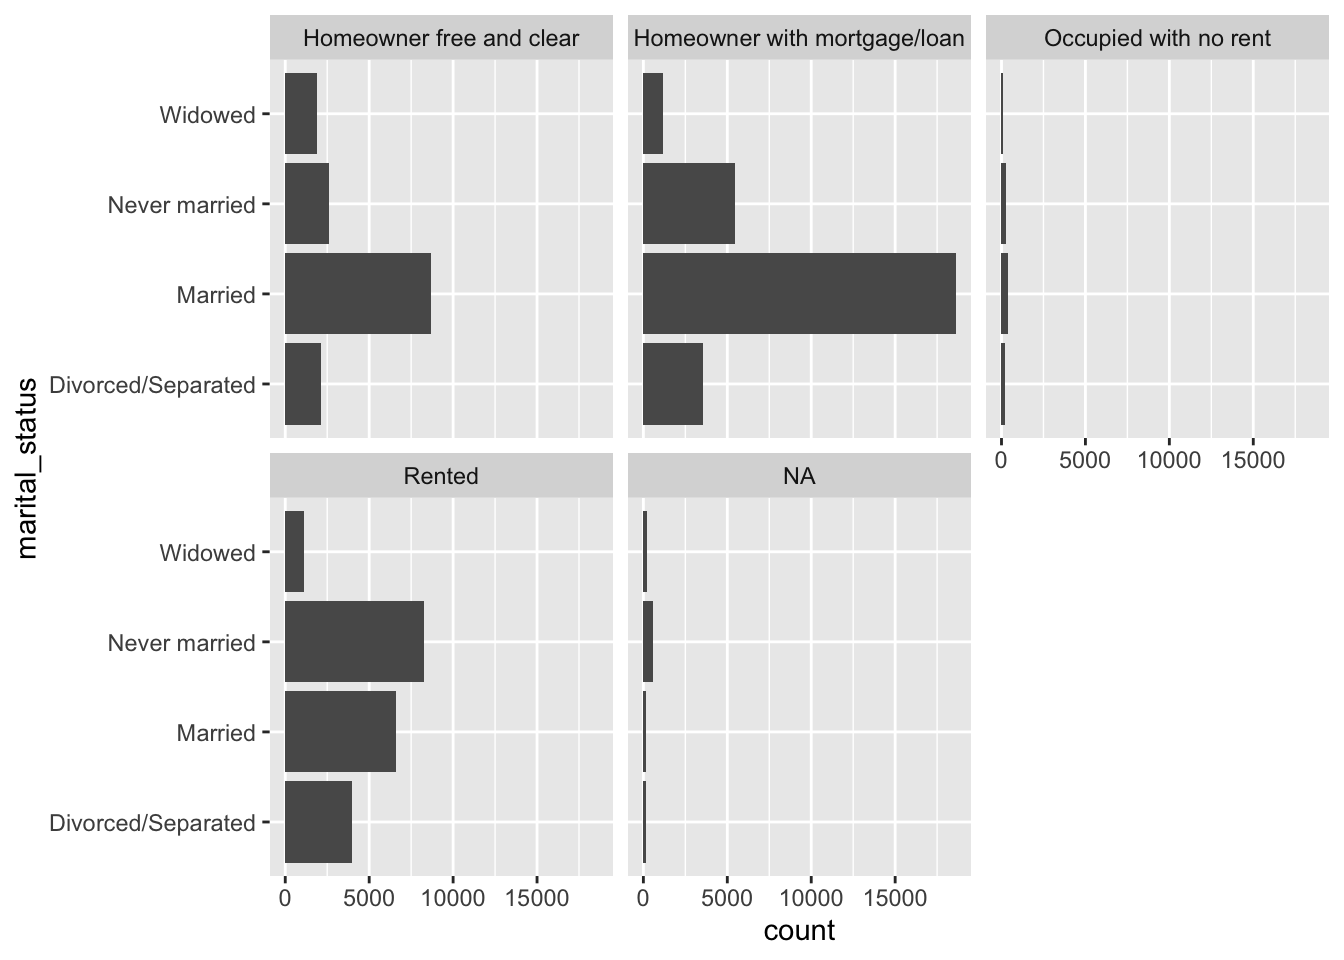 Homeowner free and clear
Homeowner with mortgage/loan
Occupied with no rent
Widowed
Never married
Married
Divorced/Separated
0 5000 10000 15000
marital_status
Rented
NA
Widowed
Never married
Married
Divorced/Separated
0 5000 10000 15000
0 5000 10000 15000
count